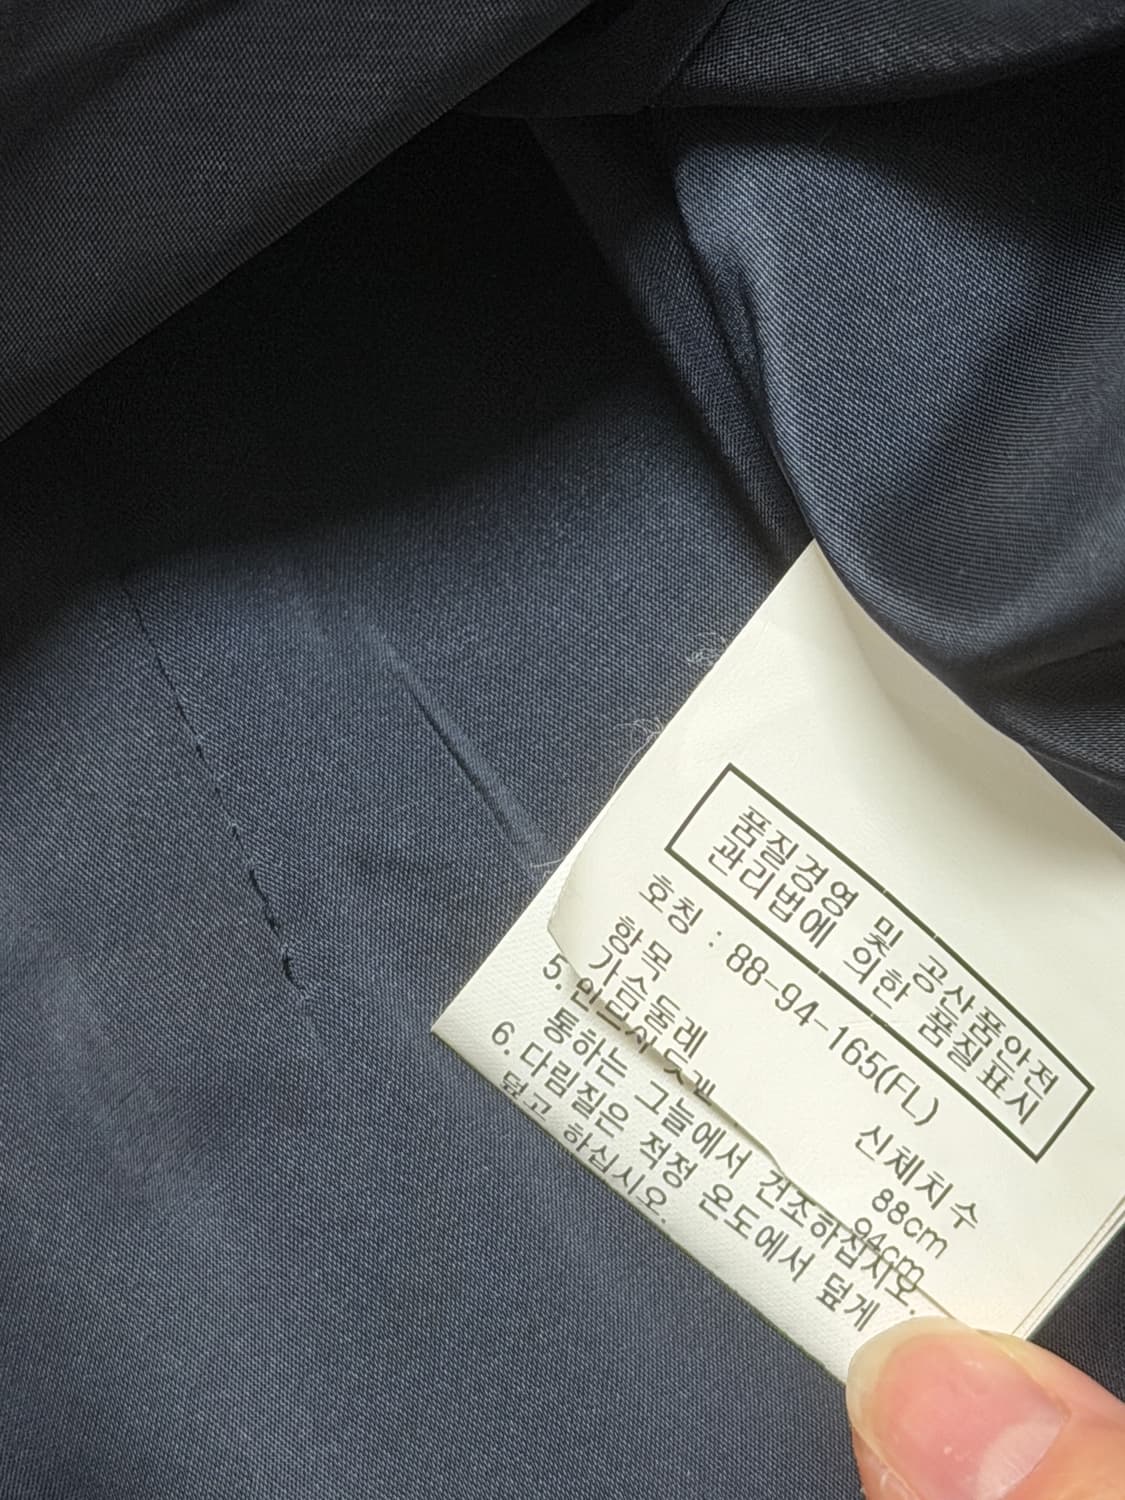 품질경영 및 공산품안전
관리법에 의한 품질표시
호칭 : 88-94-165(FL)
항목 신체치수
가슴둘레 88cm
94cm
5.
통하는 그늘에서 건조하십시오.
6. 다림질은 적정 온도에서 덮게
덮고 하십시오.